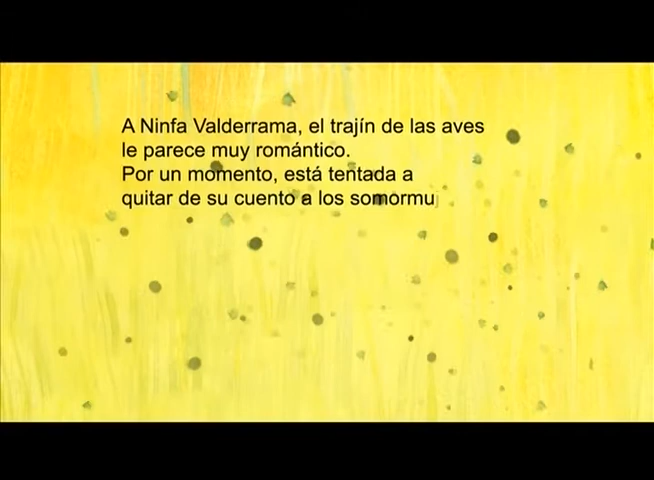 A Ninfa Valderrama, el trajín de las aves
le parece muy romántico.
Por un momento, está tentada a
quitar de su cuento a los somormu